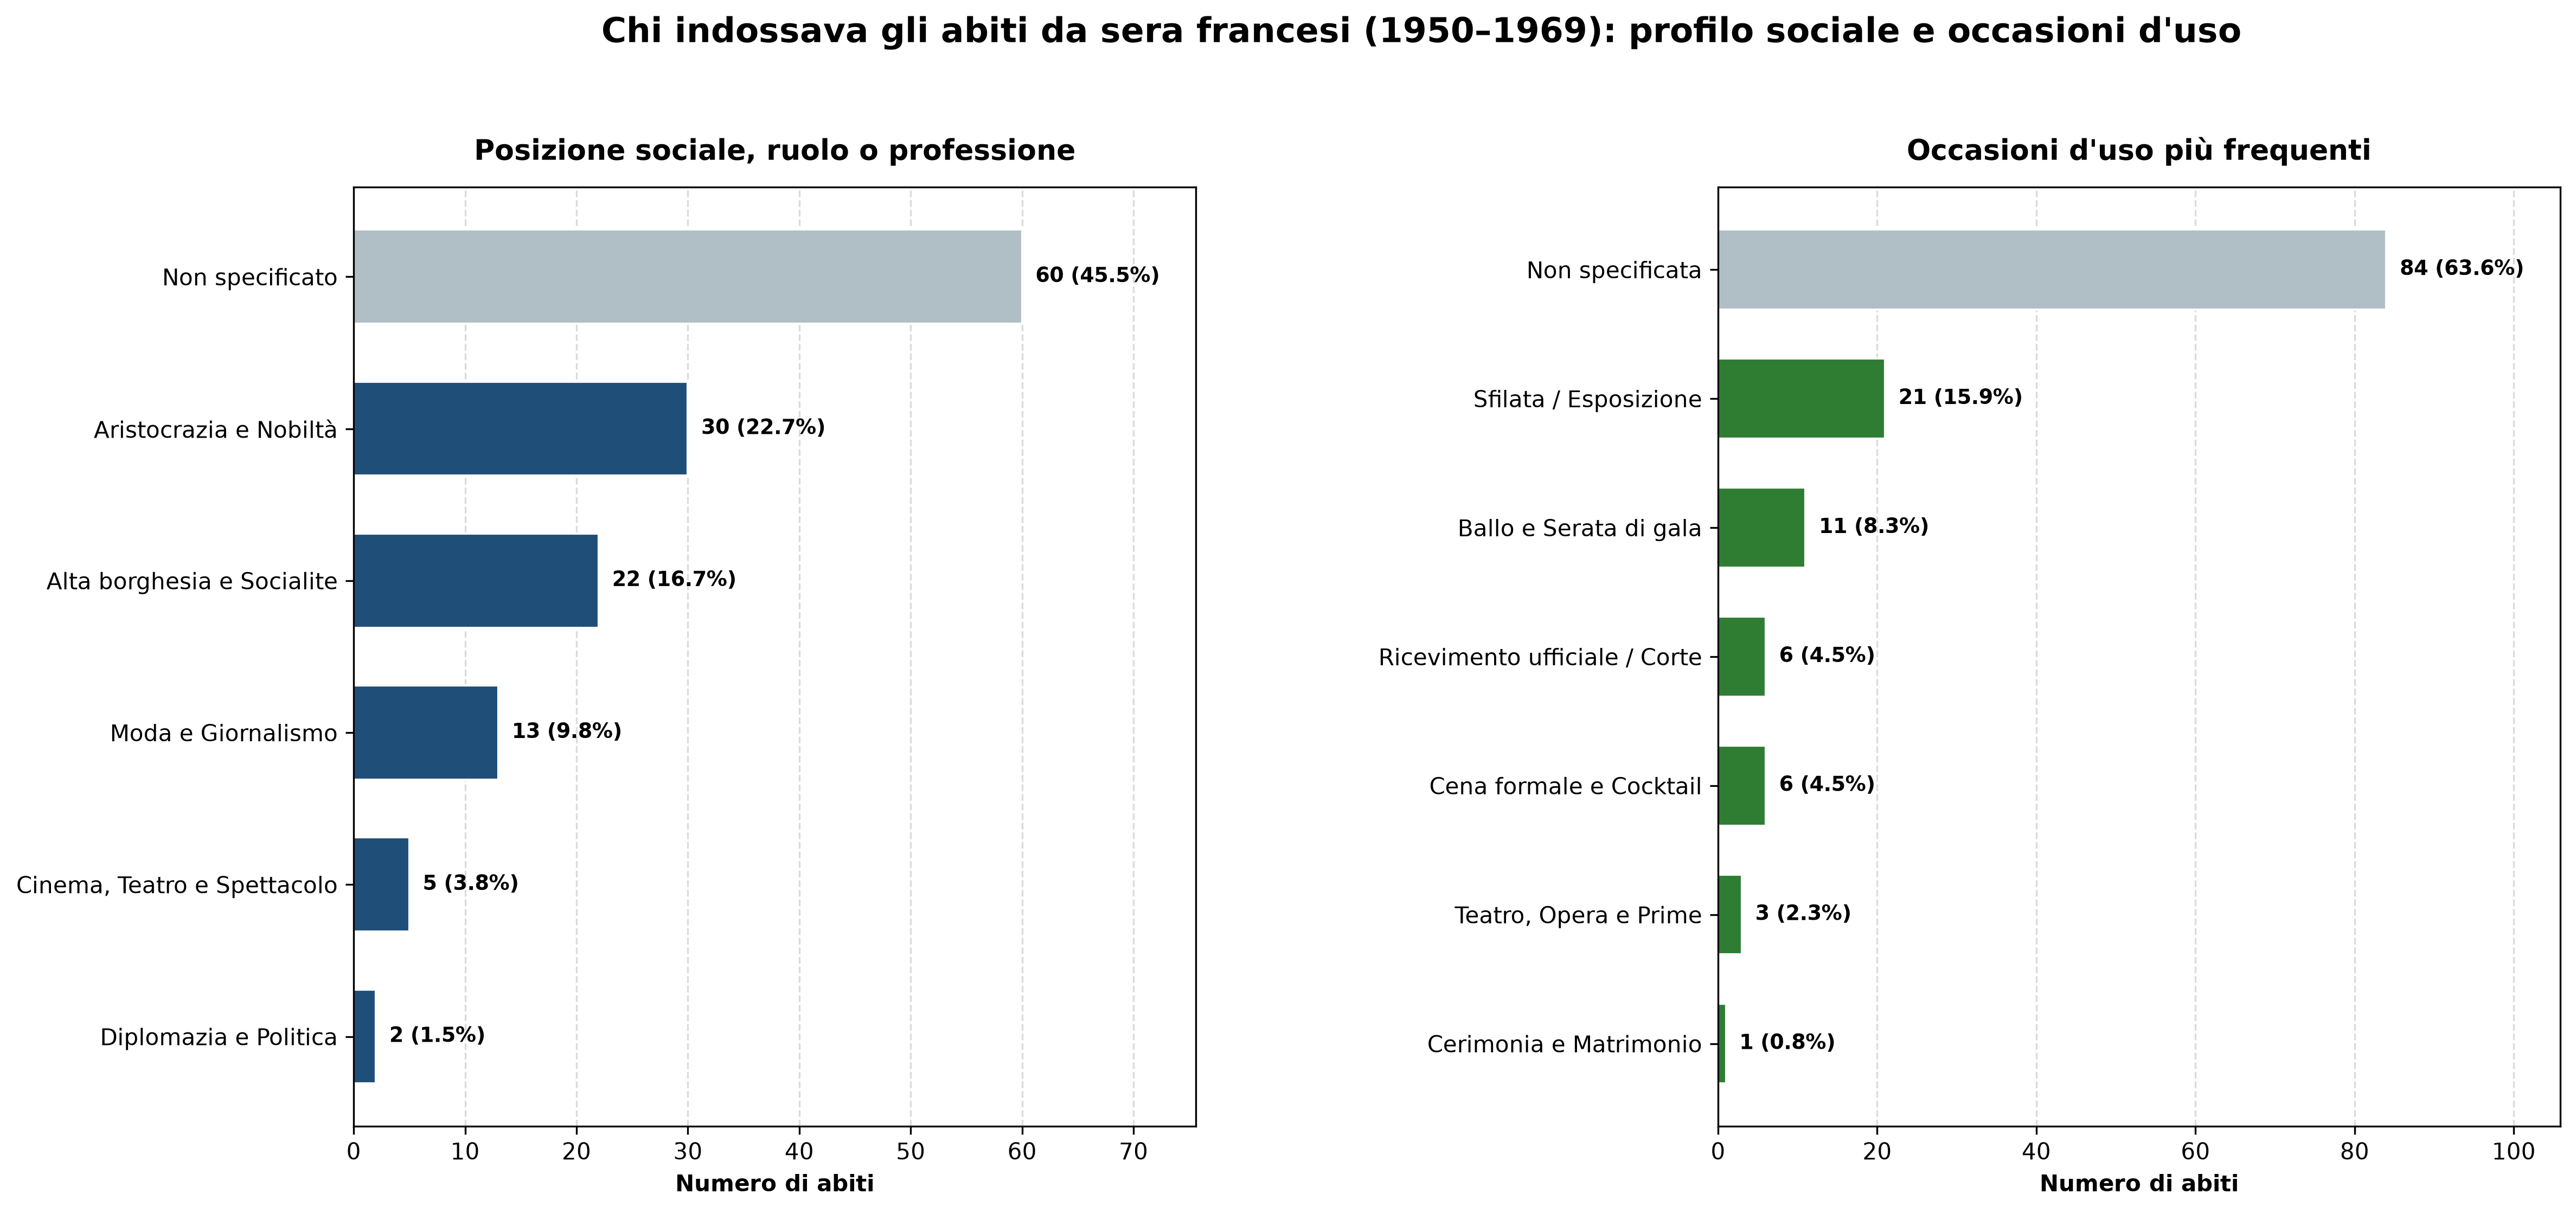 Chi indossava gli abiti da sera francesi (1950–1969): profilo sociale e occasioni d'uso
Posizione sociale, ruolo o professione
Non specificato
60 (45.5%)
Aristocrazia e Nobiltà
30 (22.7%)
Alta borghesia e Socialite
22 (16.7%)
Moda e Giornalismo
13 (9.8%)
Cinema, Teatro e Spettacolo
5 (3.8%)
Diplomazia e Politica
2 (1.5%)
0 10 20 30 40 50 60 70
Numero di abiti
Occasioni d'uso più frequenti
Non specificata
84 (63.6%)
Sfilata / Esposizione
21 (15.9%)
Ballo e Serata di gala
11 (8.3%)
Ricevimento ufficiale / Corte
6 (4.5%)
Cena formale e Cocktail
6 (4.5%)
Teatro, Opera e Prime
3 (2.3%)
Cerimonia e Matrimonio
1 (0.8%)
0 20 40 60 80 100
Numero di abiti